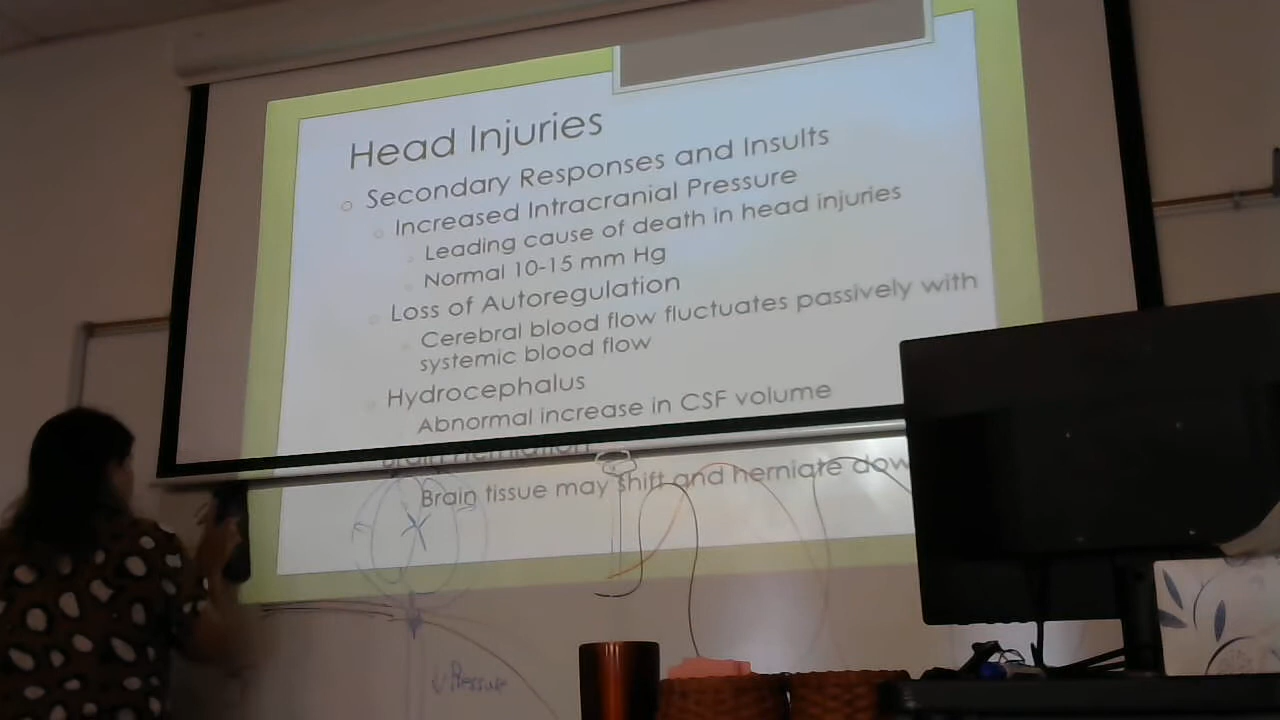 Head Injuries
Secondary Responses and Insults
Increased Intracranial Pressure
Leading cause of death in head injuries
Normal 10-15 mm Hg
Loss of Autoregulation
Cerebral blood flow fluctuates passively with
systemic blood flow
Hydrocephalus
Abnormal increase in CSF volume
Brain Herniation
Brain tissue may shift and herniate dow
↓ Pressure